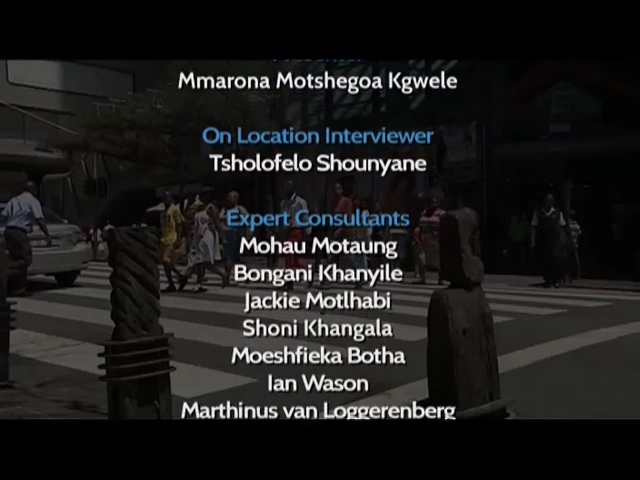 Mmarona Motshegoa Kgwele
On Location Interviewer
Tsholofelo Shounyane
Expert Consultants
Mohau Motaung
Bongani Khanyile
Jackie Motlhabi
Shoni Khangala
Moeshfieka Botha
Ian Wason
Marthinus van Loggerenberg